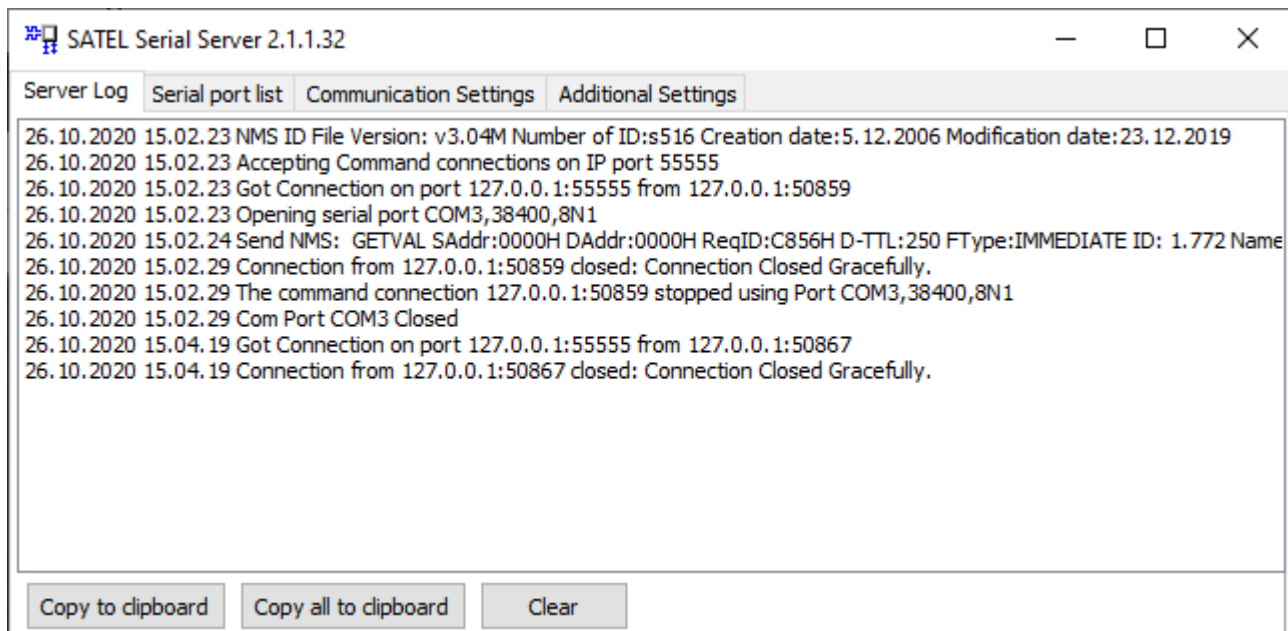 SATEL Serial Server 2.1.1.32
Server Log Serial port list Communication Settings Additional Settings
26.10.2020 15.02.23 NMS ID File Version: v3.04M Number of ID:s516 Creation date:5.12.2006 Modification date:23.12.2019
26.10.2020 15.02.23 Accepting Command connections on IP port 55555
26.10.2020 15.02.23 Got Connection on port 127.0.0.1:55555 from 127.0.0.1:50859
26.10.2020 15.02.23 Opening serial port COM3,38400,8N1
26.10.2020 15.02.24 Send NMS:  GETVAL SAddr:0000H DAddr:0000H ReqID:C856H D-TTL:250 FType:IMMEDIATE ID: 1.772 Name
26.10.2020 15.02.29 Connection from 127.0.0.1:50859 closed: Connection Closed Gracefully.
26.10.2020 15.02.29 The command connection 127.0.0.1:50859 stopped using Port COM3,38400,8N1
26.10.2020 15.02.29 Com Port COM3 Closed
26.10.2020 15.04.19 Got Connection on port 127.0.0.1:55555 from 127.0.0.1:50867
26.10.2020 15.04.19 Connection from 127.0.0.1:50867 closed: Connection Closed Gracefully.
Copy to clipboard Copy all to clipboard Clear